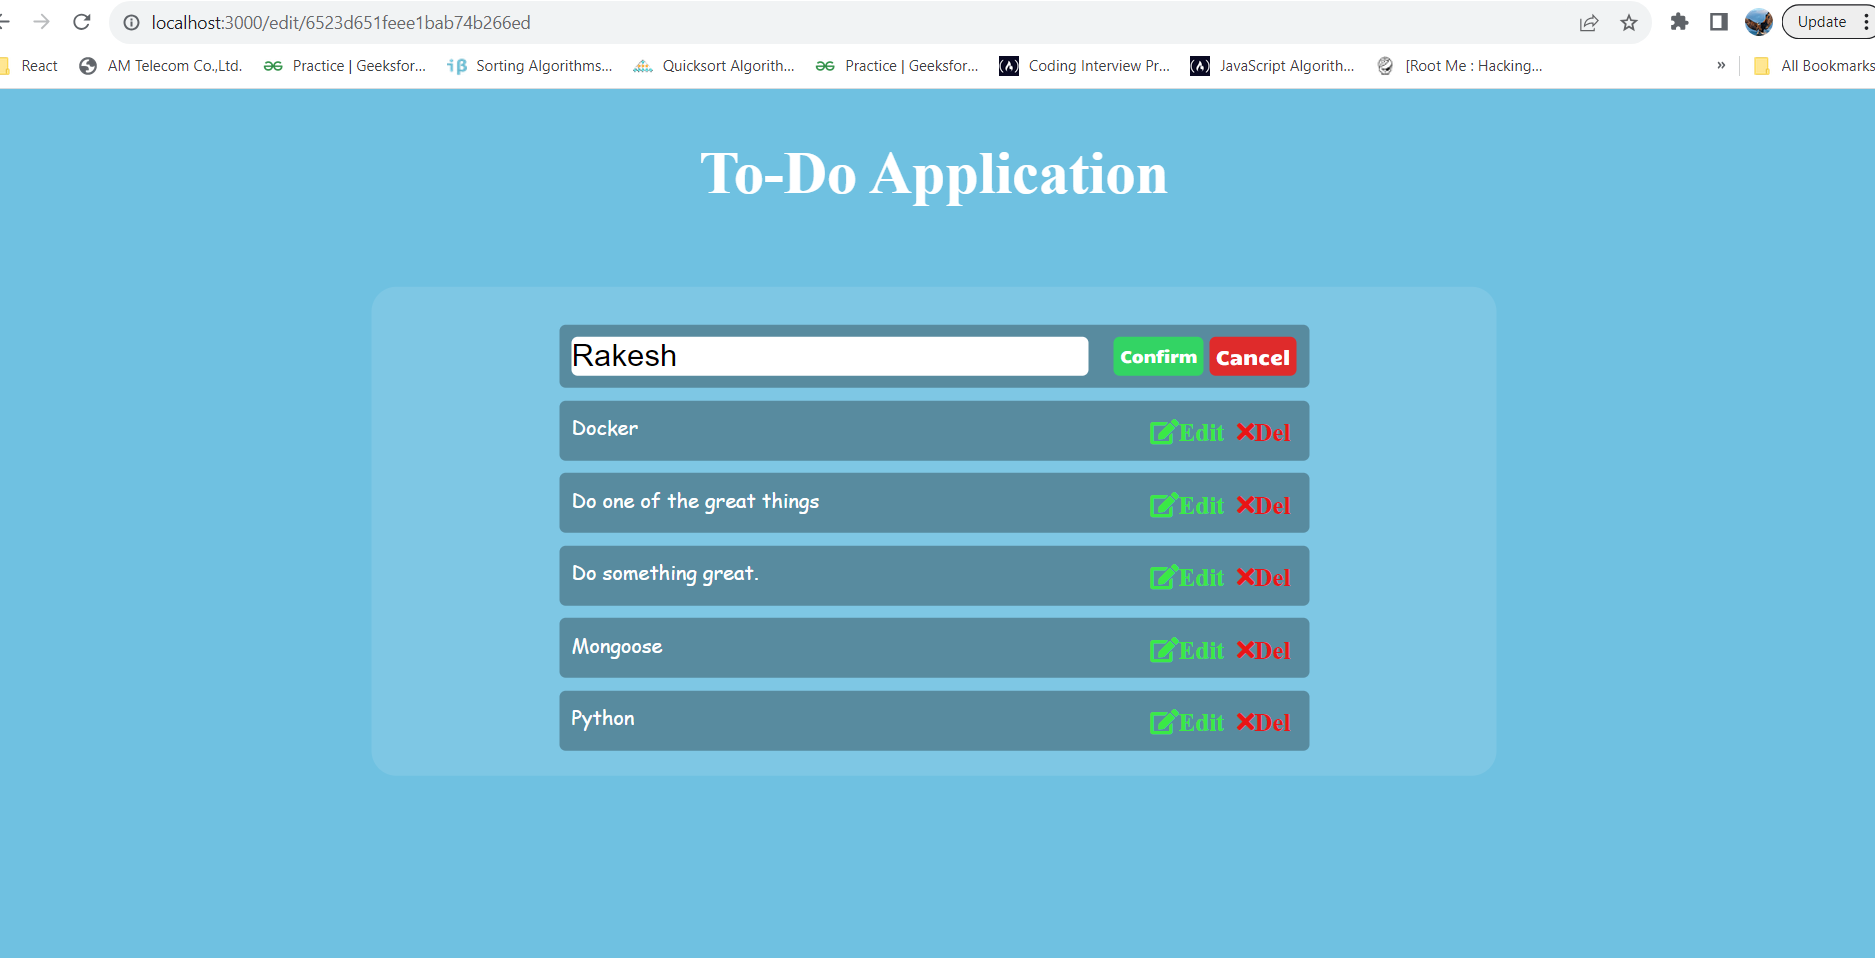 localhost:3000/edit/6523d651feee1bab74b266ed Update
React AM Telecom Co.,Ltd. Practice | Geeksfor... Sorting Algorithms... Quicksort Algorith... Practice | Geeksfor... Coding Interview Pr... JavaScript Algorith... [Root Me : Hacking... » All Bookmarks
To-Do Application
Rakesh Confirm Cancel
Docker Edit Del
Do one of the great things Edit Del
Do something great. Edit Del
Mongoose Edit Del
Python Edit Del